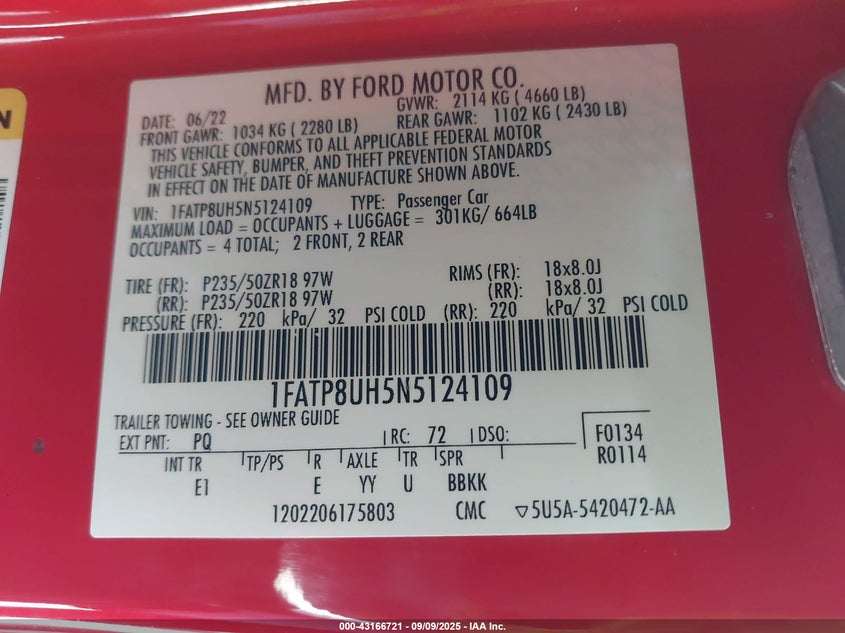 N
MFD. BY FORD MOTOR CO.
DATE: 06/22 GVWR: 2114 KG ( 4660 LB)
FRONT GAWR: 1034 KG ( 2280 LB) REAR GAWR: 1102 KG ( 2430 LB)
THIS VEHICLE CONFORMS TO ALL APPLICABLE FEDERAL MOTOR
VEHICLE SAFETY, BUMPER, AND THEFT PREVENTION STANDARDS
IN EFFECT ON THE DATE OF MANUFACTURE SHOWN ABOVE.
VIN: 1FATP8UH5N5124109 TYPE: Passenger Car
MAXIMUM LOAD = OCCUPANTS + LUGGAGE = 301KG/ 664LB
OCCUPANTS = 4 TOTAL; 2 FRONT, 2 REAR
TIRE (FR): P235/50ZR18 97W RIMS (FR): 18x8.0J
(RR): P235/50ZR18 97W (RR): 18x8.0J
PRESSURE (FR): 220 kPa/ 32 PSI COLD (RR): 220 kPa/ 32 PSI COLD
1FATP8UH5N5124109
TRAILER TOWING - SEE OWNER GUIDE
EXT PNT: PQ RC: 72 DSO: F0134
R0114
INT TR TP/PS R AXLE TR SPR
E1 E YY U BBKK
1202206175803 CMC ▽5U5A-5420472-AA
000-43166721 - 09/09/2025 - IAA Inc.